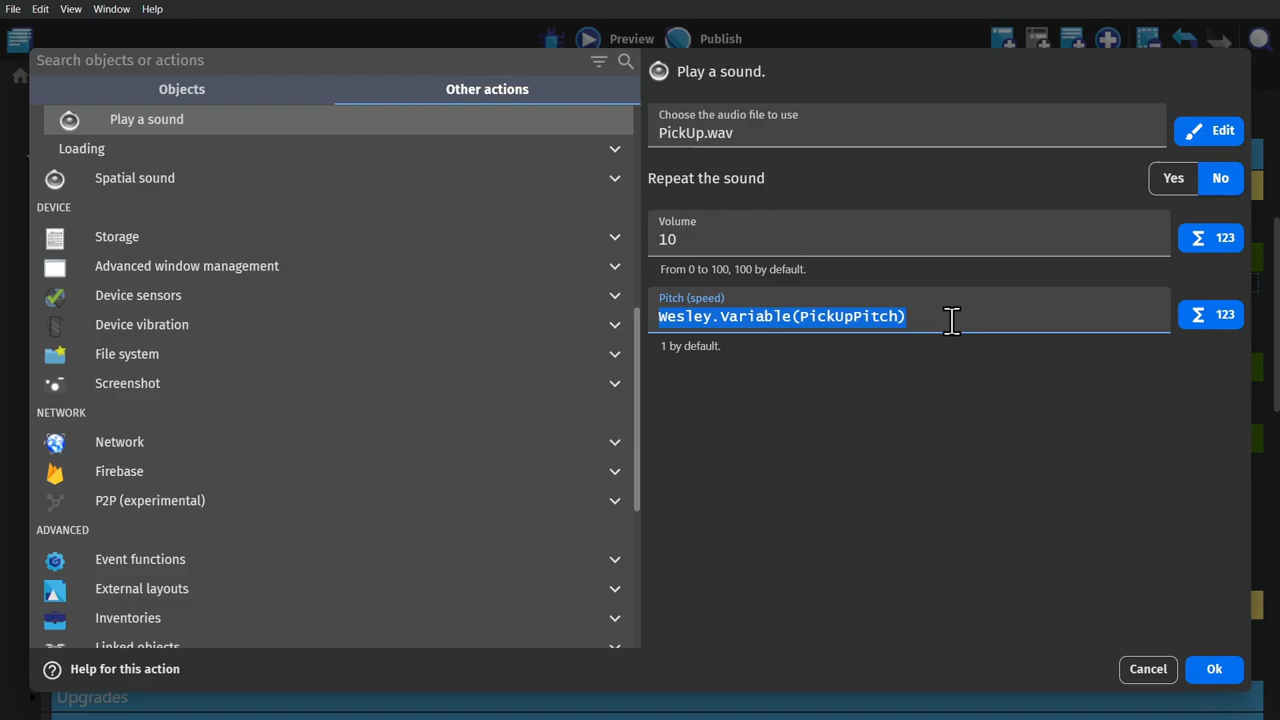 File Edit View Window Help
Preview Publish
Search objects or actions
Objects Other actions
Play a sound
Loading
Spatial sound
DEVICE
Storage
Advanced window management
Device sensors
Device vibration
File system
Screenshot
NETWORK
Network
Firebase
P2P (experimental)
ADVANCED
Event functions
External layouts
Inventories
Linked objects
Help for this action
Play a sound.
Choose the audio file to use
PickUp.wav
Edit
Repeat the sound
Yes No
Volume
10
Σ 123
From 0 to 100, 100 by default.
Pitch (speed)
Wesley.Variable(PickUpPitch)
Σ 123
1 by default.
Cancel Ok
Upgrades